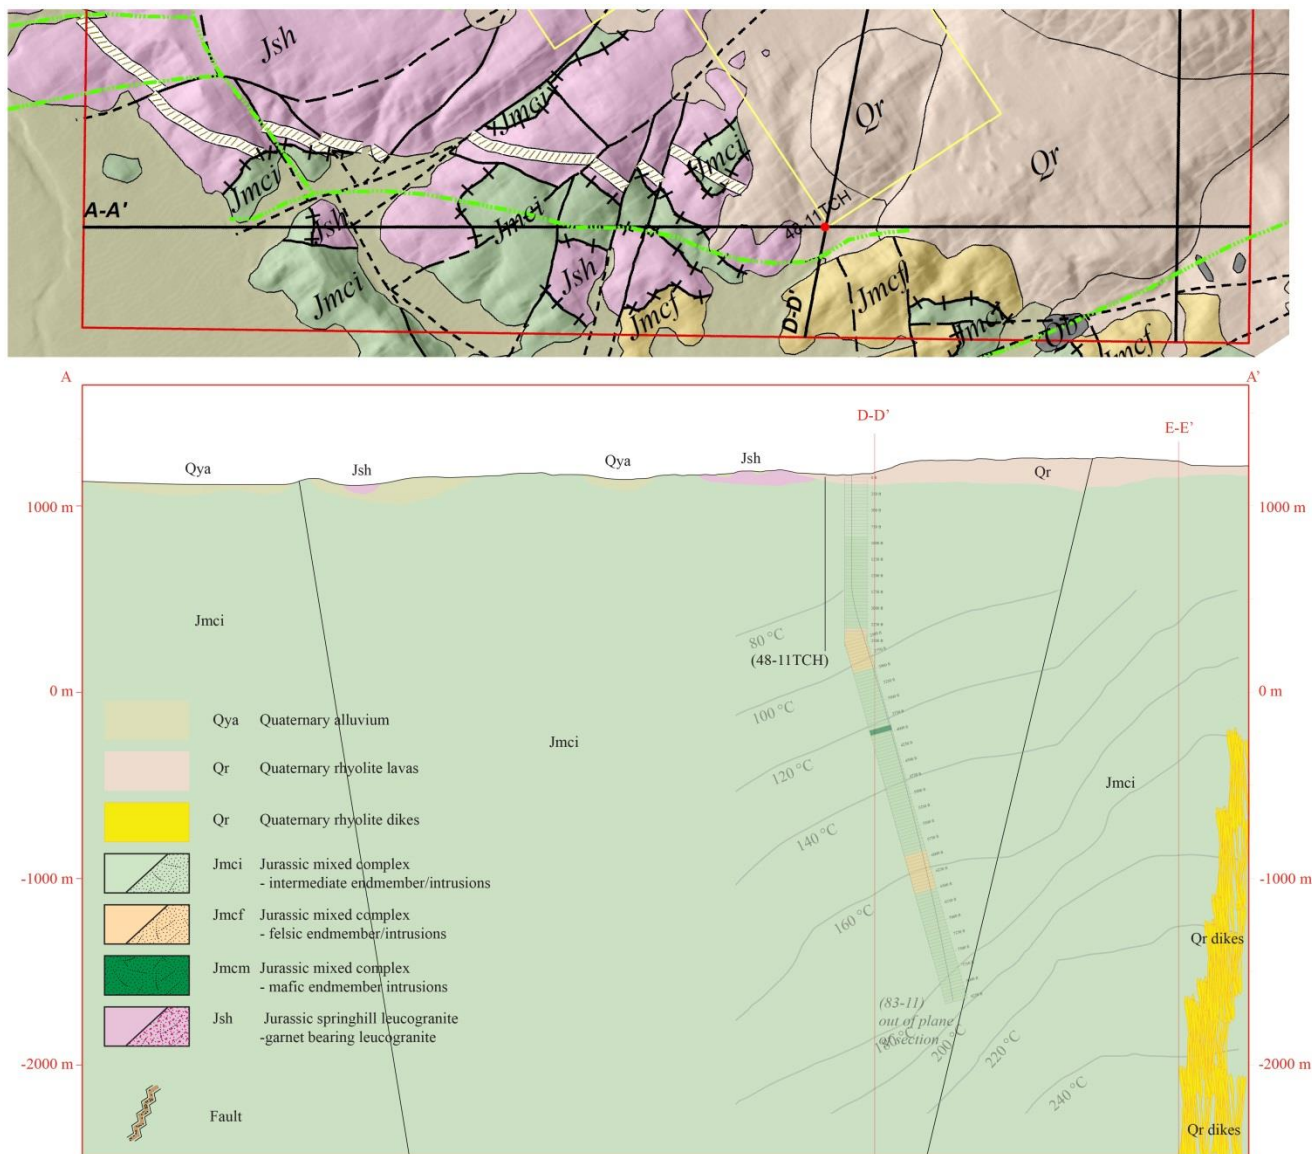 Jsh
Jmci
Qr
Jmci
Qr
Jmci
48-11TCH
A-A'
Jsh
Jmci
Jsh
Jmci
Jmcf
D-D'
Jmcf
Jmci
Qb
Jmcf
A
A'
D-D'
E-E'
Qya
Jsh
Qya
Jsh
Qr
1000 m
1000 m
Jmci
80 °C
(48-11TCH)
0 m
0 m
100 °C
Qya Quaternary alluvium
Jmci
120 °C
Qr Quaternary rhyolite lavas
Jmci
Qr Quaternary rhyolite dikes
140 °C
Jmci Jurassic mixed complex
- intermediate endmember/intrusions
-1000 m
-1000 m
160 °C
Jmcf Jurassic mixed complex
- felsic endmember/intrusions
Qr dikes
Jmcm Jurassic mixed complex
- mafic endmember intrusions
(83-11)
out of plane
of section
180 °C
200 °C
220 °C
Jsh Jurassic springhill leucogranite
-garnet bearing leucogranite
-2000 m
-2000 m
240 °C
Fault
Qr dikes